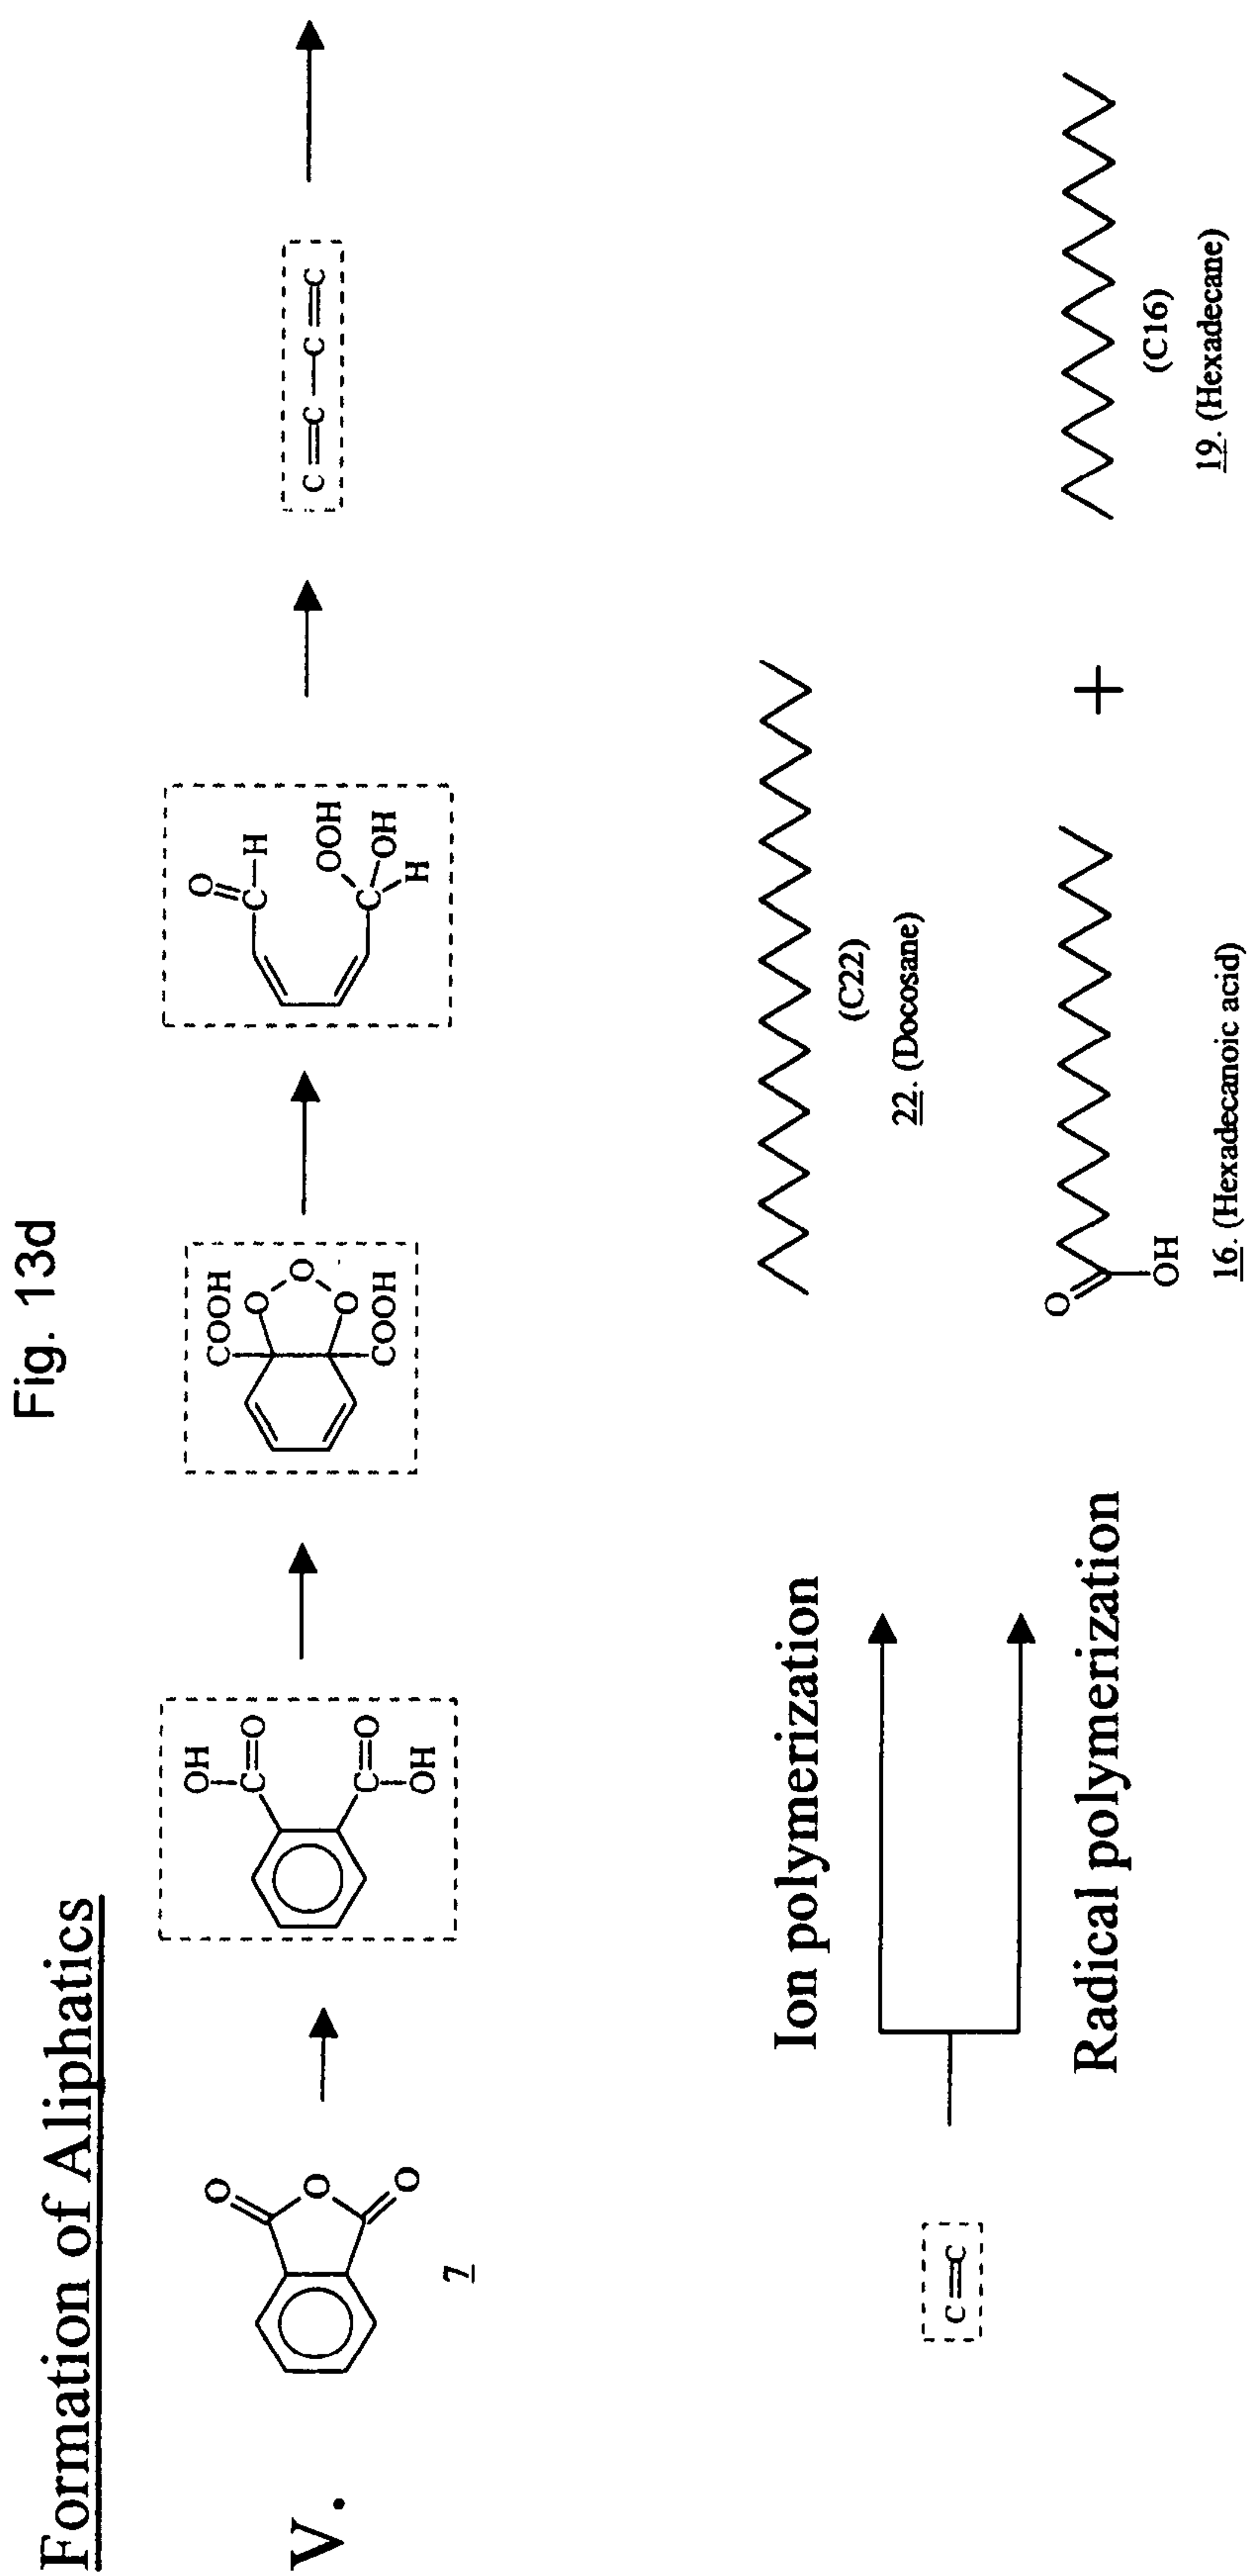 Fig. 13d
Formation of Aliphatics
V.
O
O
O
7
OH
C=O
C=O
OH
COOH
O
O
O
COOH
O
C—H
OOH
C OH
H
C=C—C=C
C=C
Ion polymerization
Radical polymerization
(C22)
22. (Docosane)
O
OH
16. (Hexadecanoic acid)
+
(C16)
19. (Hexadecane)